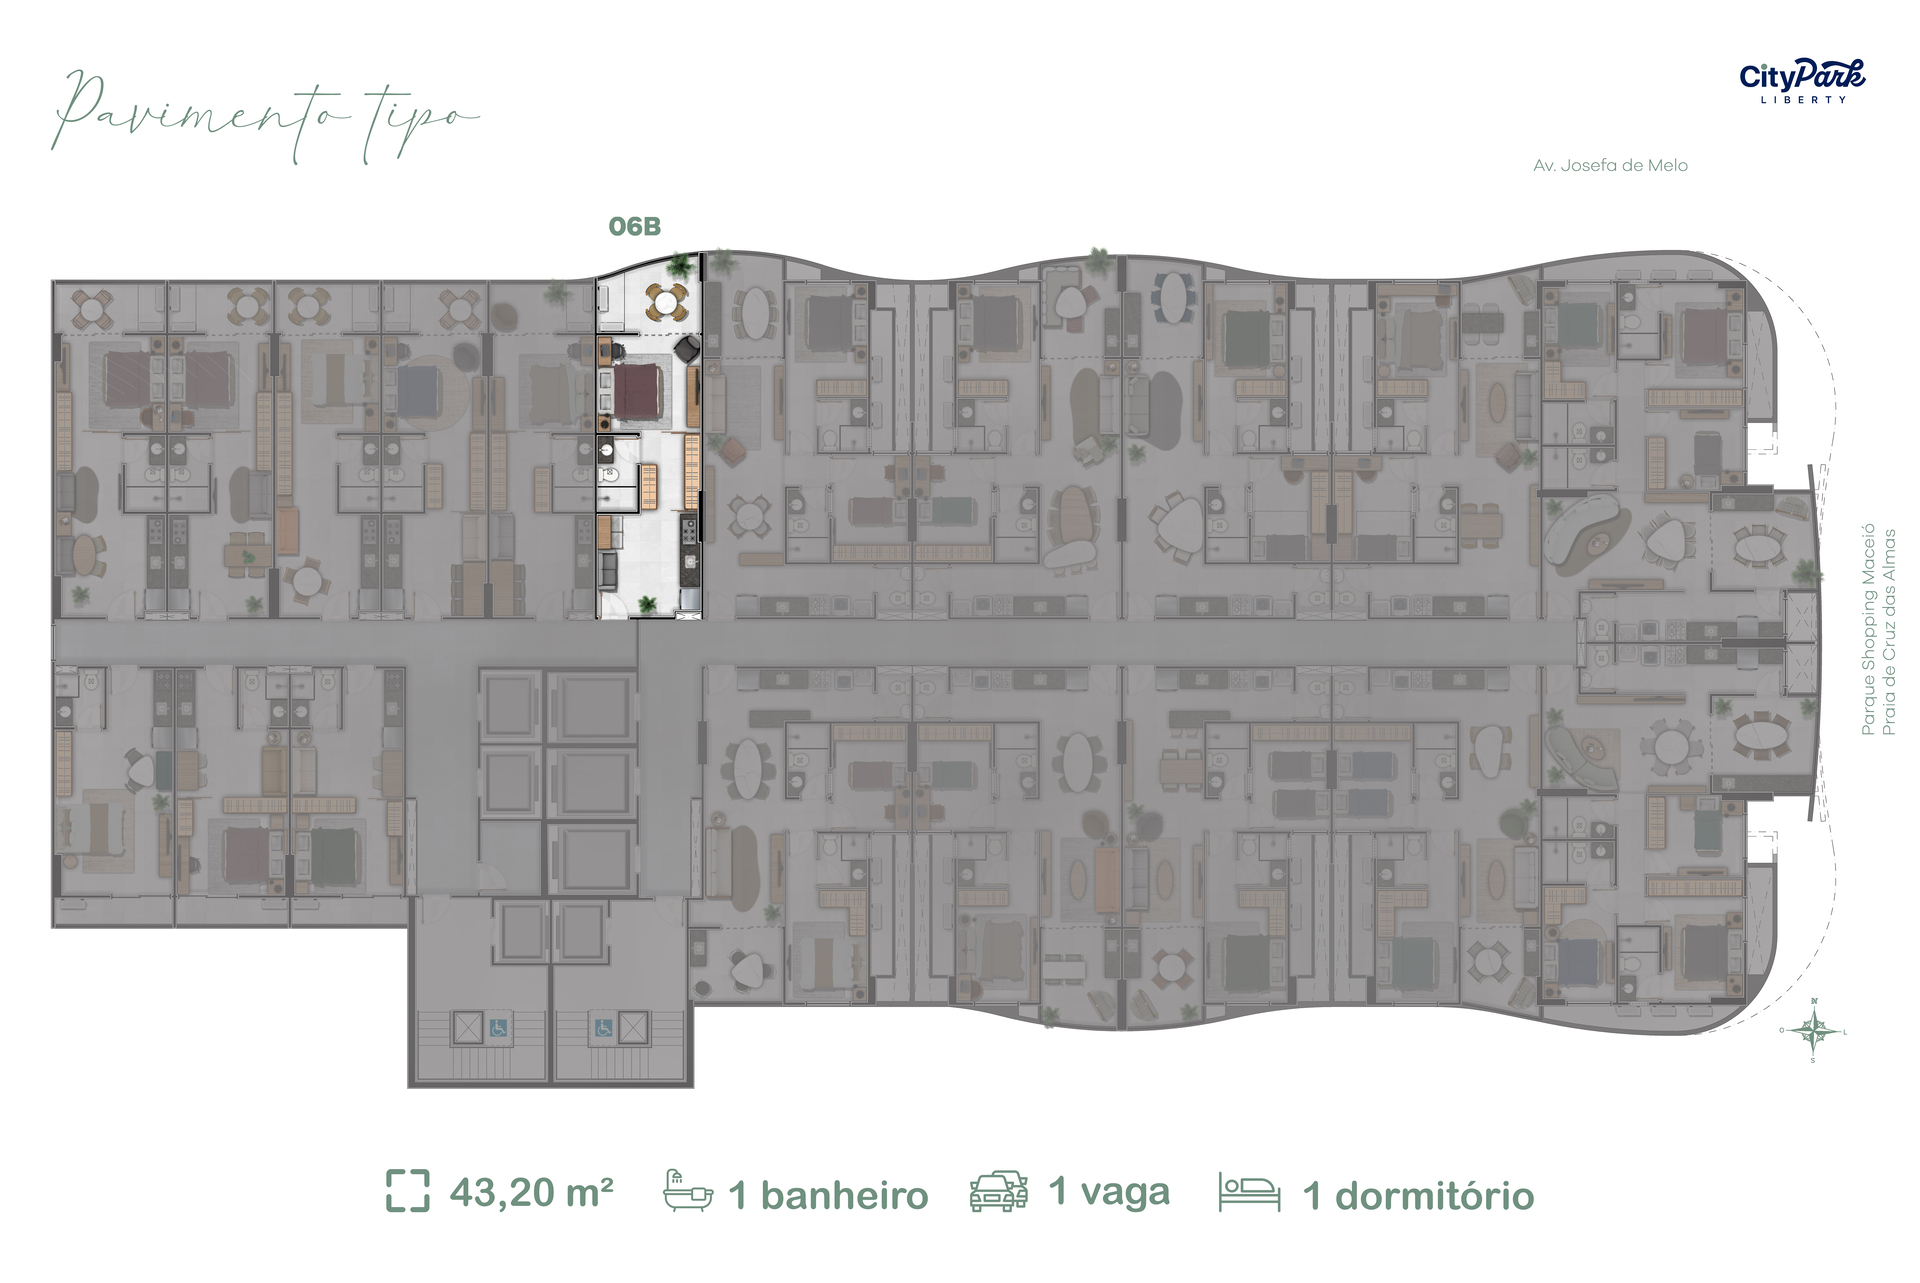 Pavimento tipo
CityPark
LIBERTY
Av. Josefa de Melo
06B
Parque Shopping Maceió
Praia de Cruz das Almas
N
O
L
S
43,20 m²
1 banheiro
1 vaga
1 dormitório